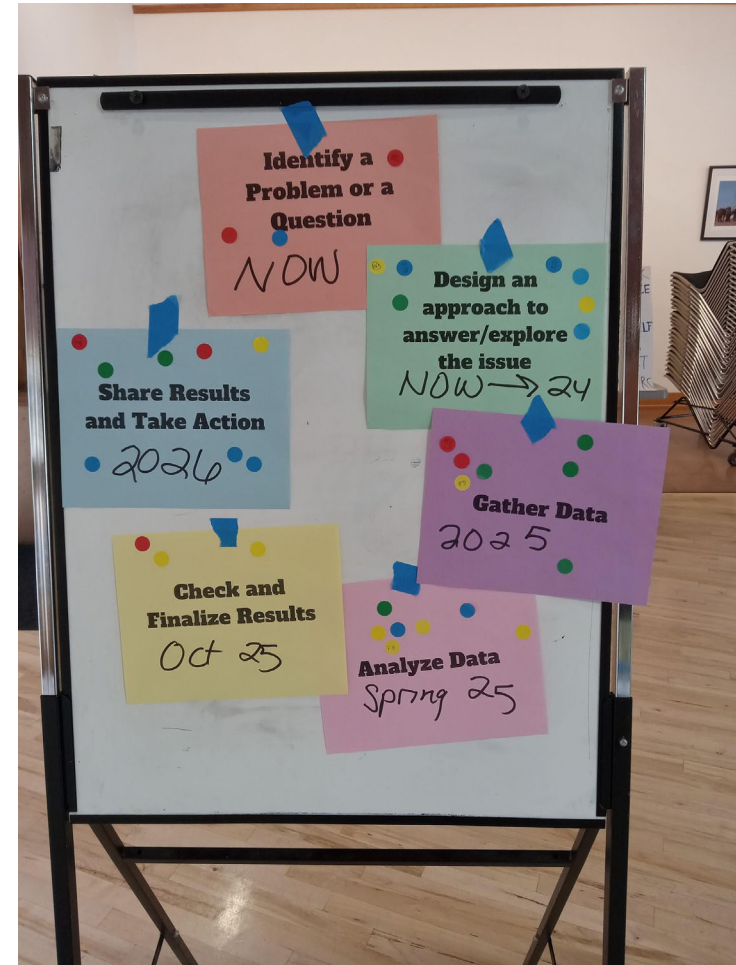 Identify a
Problem or a
Question
NOW
Design an
approach to
answer/explore
the issue
NOW → 24
Gather Data
2025
Analyze Data
Spring 25
Check and
Finalize Results
Oct 25
Share Results
and Take Action
2026